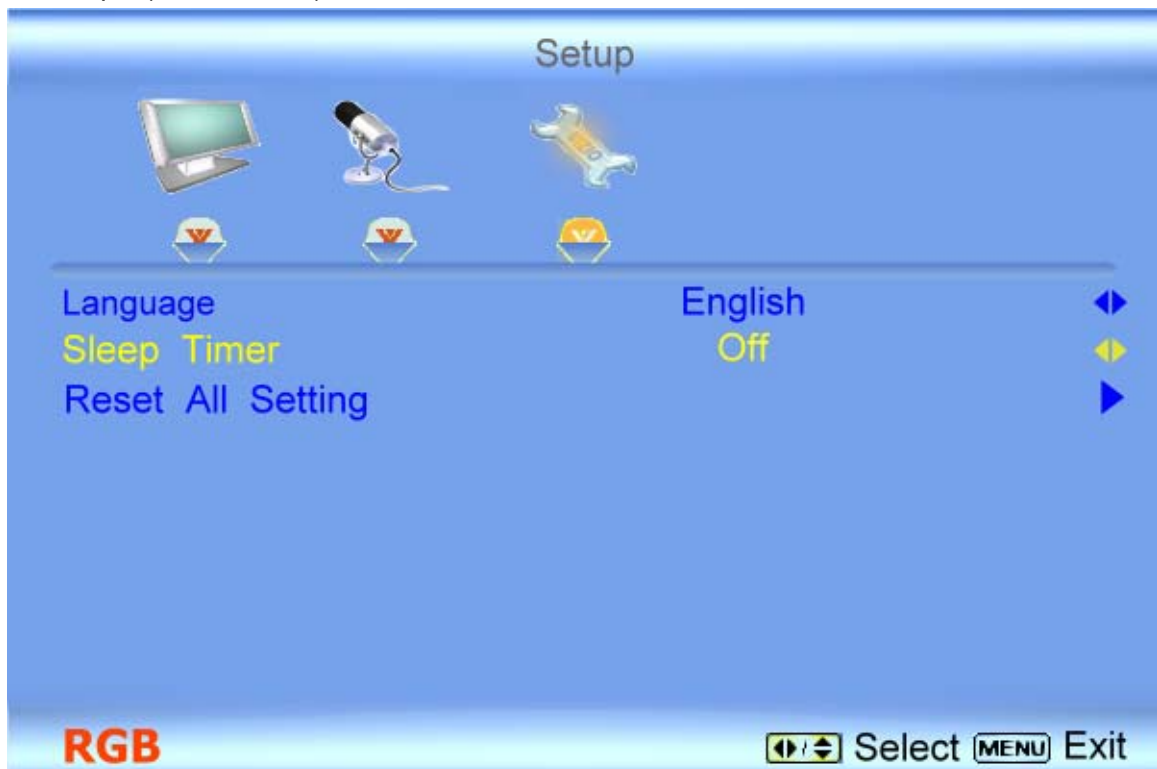 Setup
Language English
Sleep Timer Off
Reset All Setting
RGB Select MENU Exit